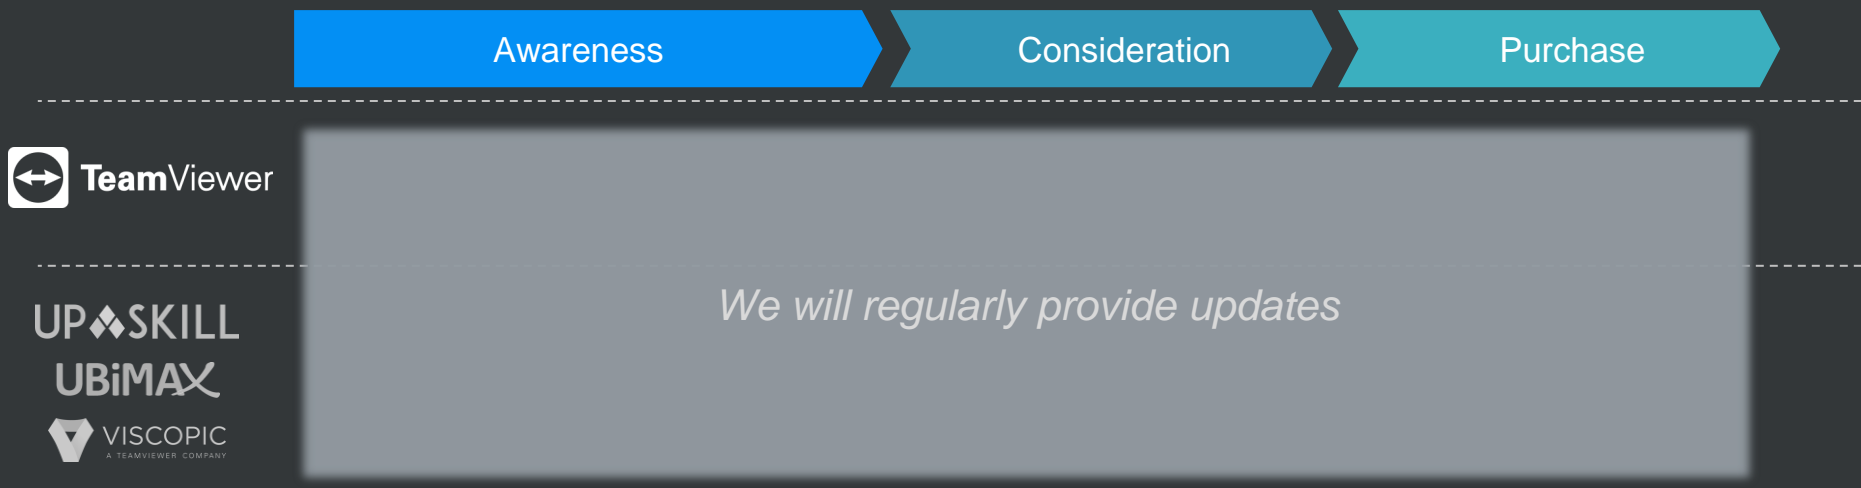 Awareness
Consideration
Purchase
TeamViewer
We will regularly provide updates
UPSKILL
UBiMAX
VISCOPIC
A TEAMVIEWER COMPANY